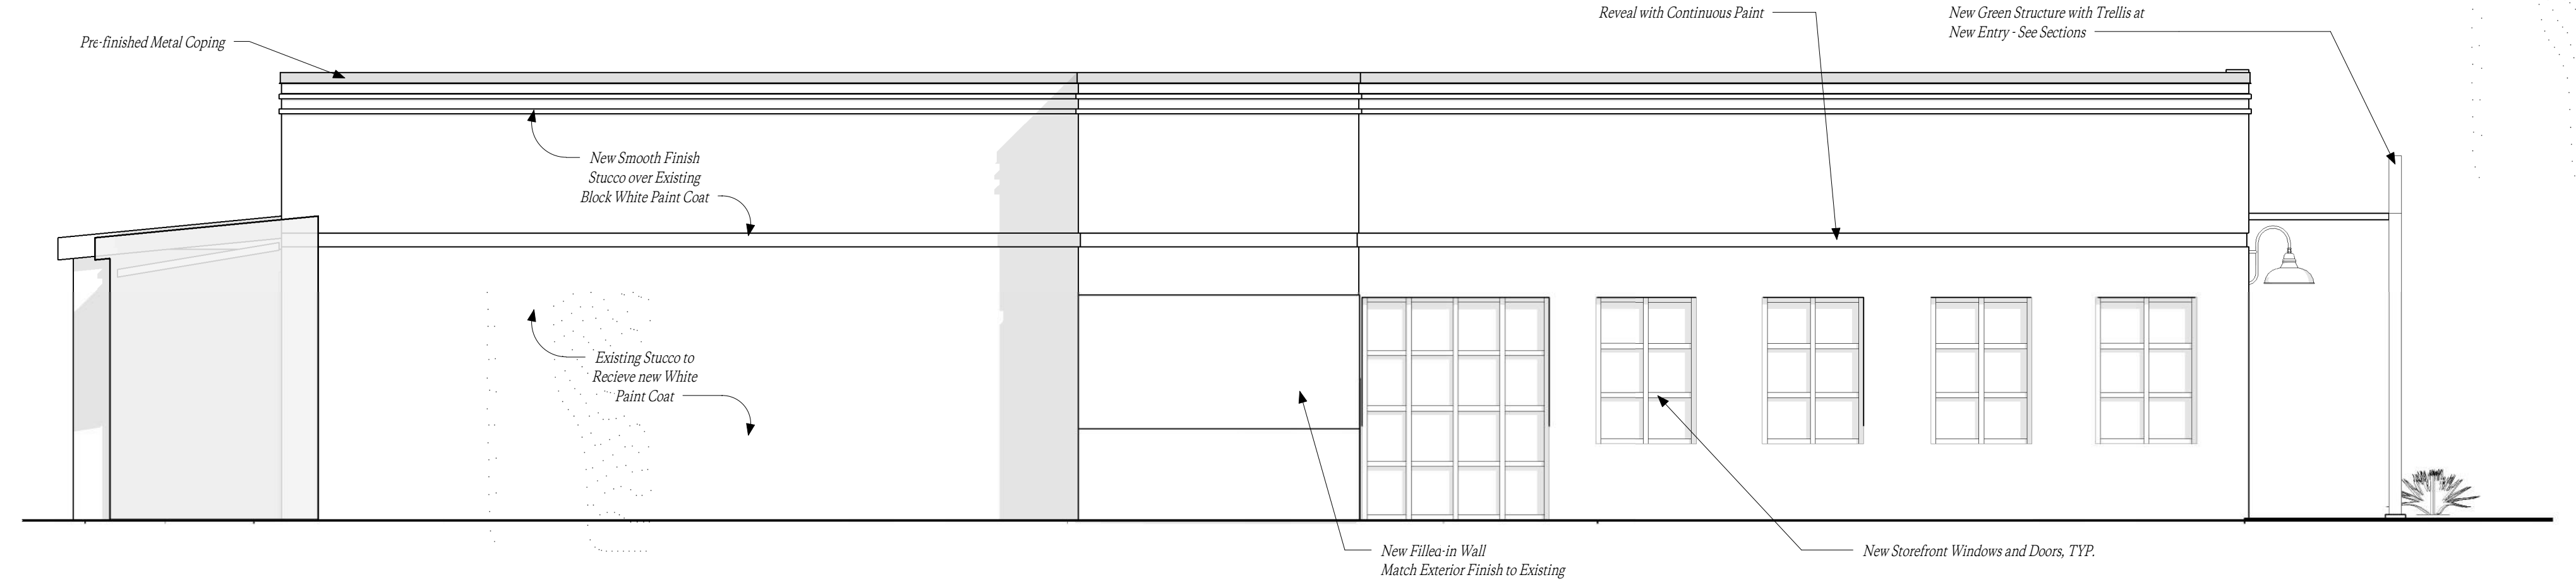 Pre-finished Metal Coping
Reveal with Continuous Paint
New Green Structure with Trellis at
New Entry - See Sections
New Smooth Finish
Stucco over Existing
Block White Paint Coat
Existing Stucco to
Recieve new White
Paint Coat
New Filled-in Wall
Match Exterior Finish to Existing
New Storefront Windows and Doors, TYP.